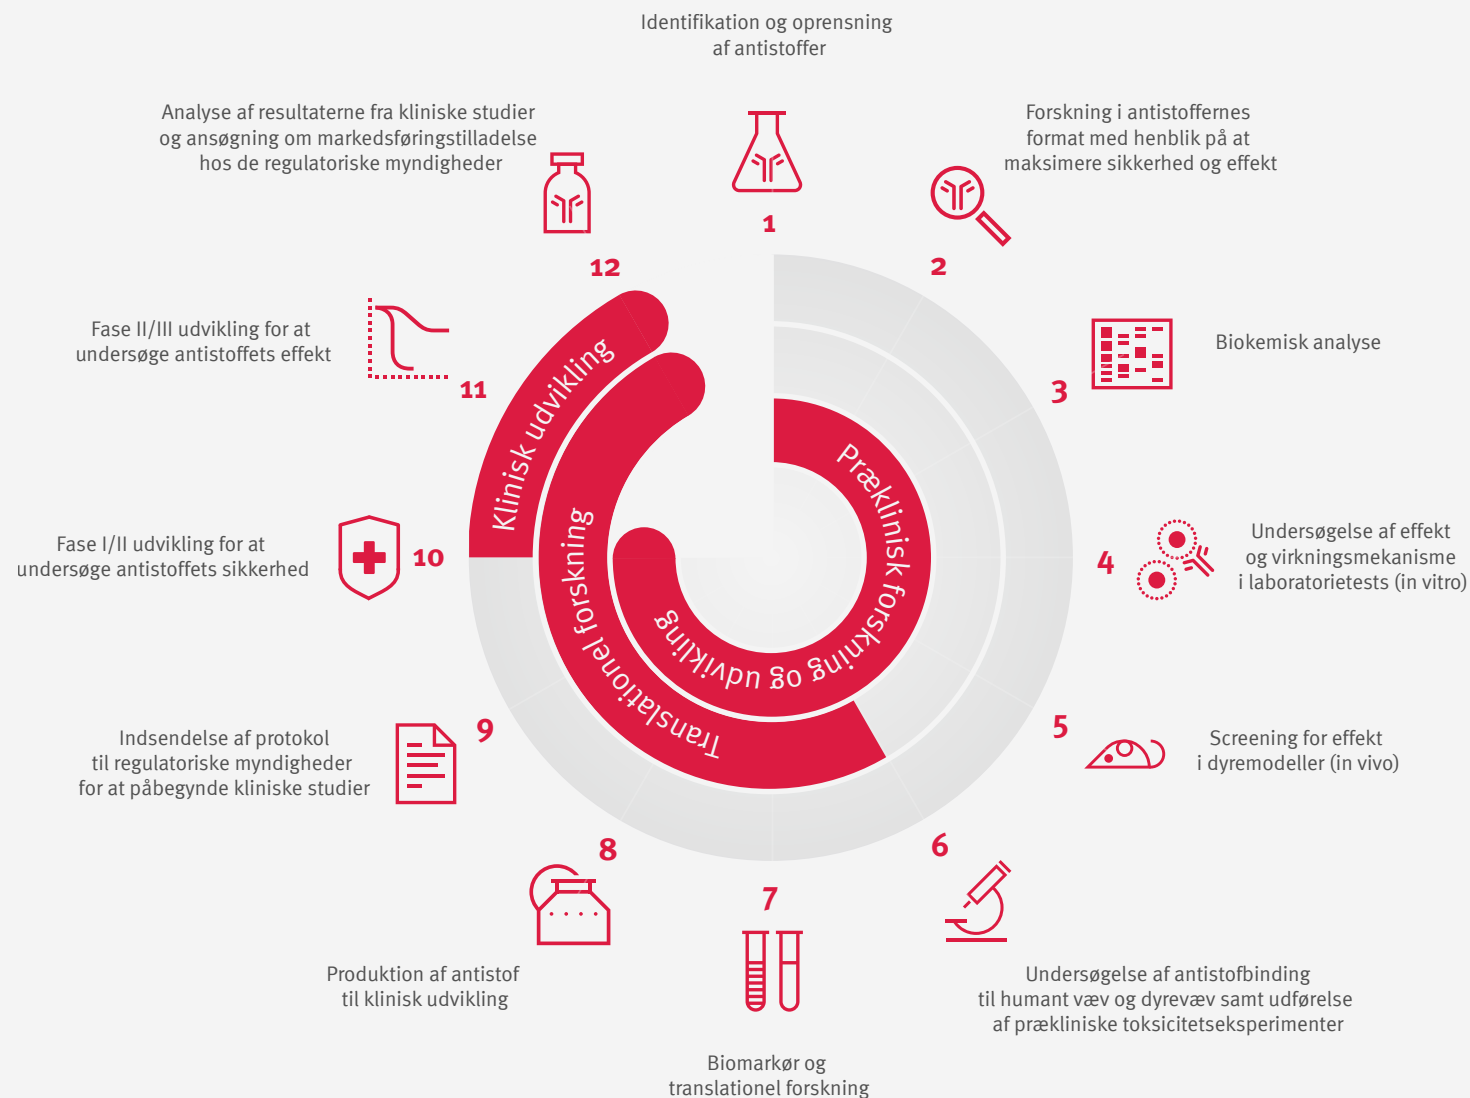 Identifikation og oprensning
af antistoffer
1
Forskning i antistoffernes
format med henblik på at
maksimere sikkerhed og effekt
2
Biokemisk analyse
3
Undersøgelse af effekt
og virkningsmekanisme
i laboratorietests (in vitro)
4
Screening for effekt
i dyremodeller (in vivo)
5
Undersøgelse af antistofbinding
til humant væv og dyrevæv samt udførelse
af prækliniske toksicitetseksperimenter
6
Biomarkør og
translationel forskning
7
Produktion af antistof
til klinisk udvikling
8
Indsendelse af protokol
til regulatoriske myndigheder
for at påbegynde kliniske studier
9
Fase I/II udvikling for at
undersøge antistoffets sikkerhed
10
Fase II/III udvikling for at
undersøge antistoffets effekt
11
Analyse af resultaterne fra kliniske studier
og ansøgning om markedsføringstilladelse
hos de regulatoriske myndigheder
12
Præklinisk forskning og udvikling
Translationel forskning
Klinisk udvikling